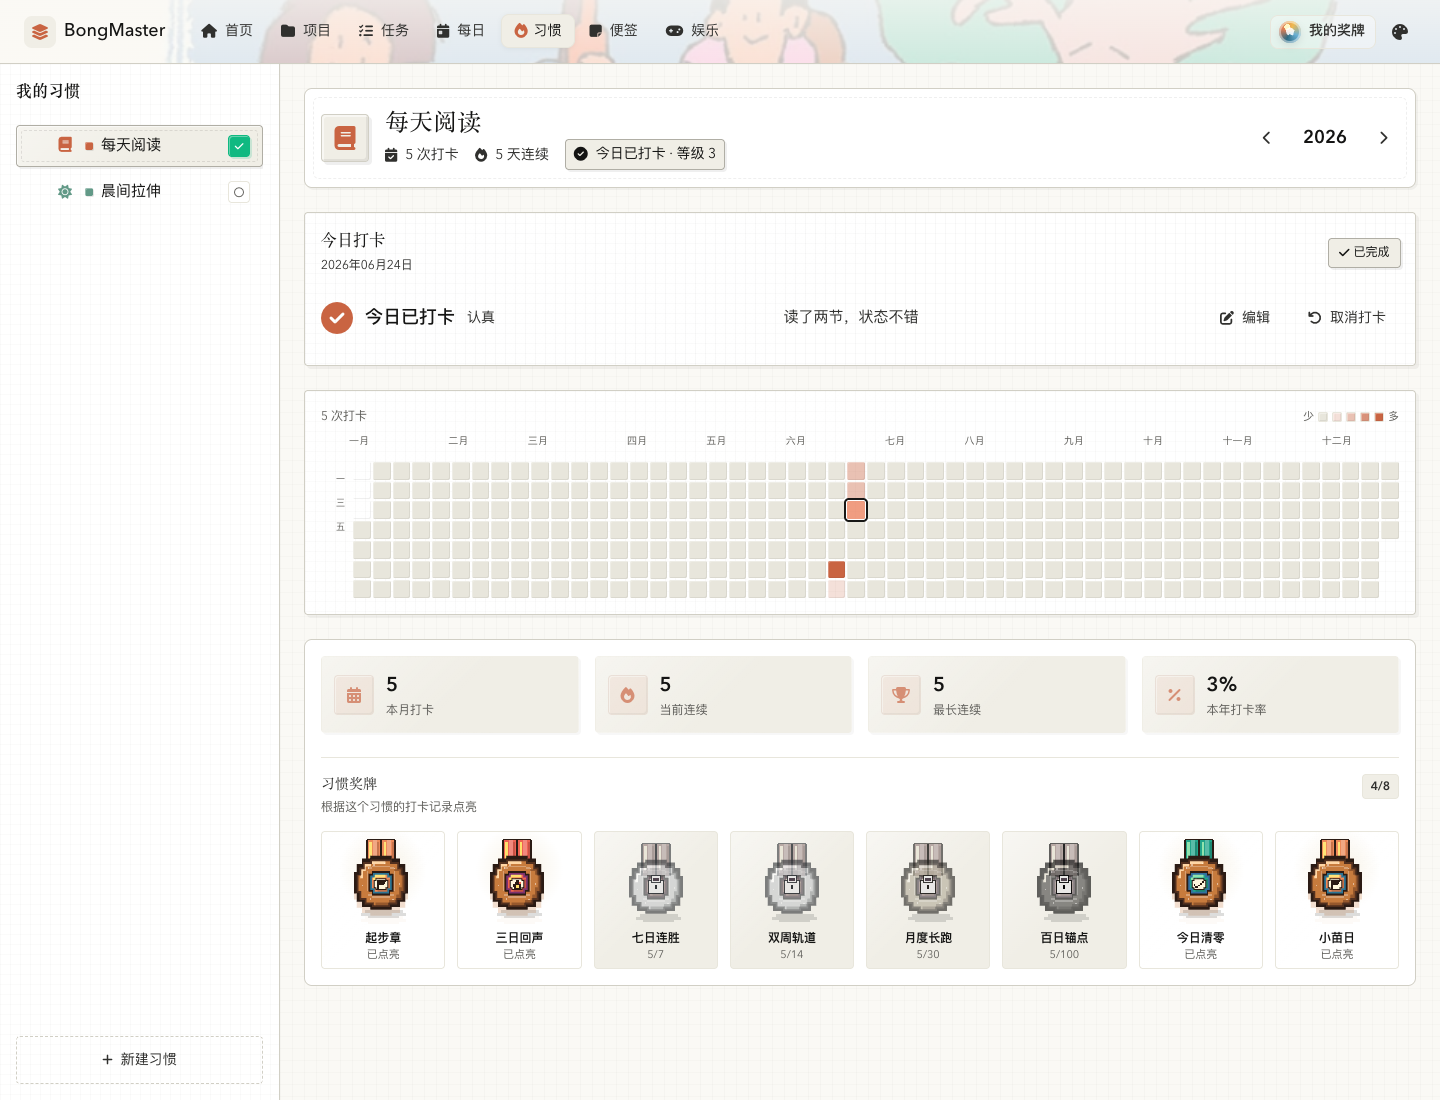 BongMaster
首页
项目
任务
每日
习惯
便签
娱乐
我的奖牌
我的习惯
每天阅读
晨间拉伸
新建习惯
每天阅读
5 次打卡
5 天连续
今日已打卡 · 等级 3
2026
今日打卡
2026年06月24日
已完成
今日已打卡 认真
读了两节，状态不错
编辑
取消打卡
5 次打卡
少
多
一月 二月 三月 四月 五月 六月 七月 八月 九月 十月 十一月 十二月
一
三
五
5
本月打卡
5
当前连续
5
最长连续
3%
本年打卡率
习惯奖牌
根据这个习惯的打卡记录点亮
4/8
起步章
已点亮
三日回声
已点亮
七日连胜
5/7
双周轨道
5/14
月度长跑
5/30
百日锚点
5/100
今日清零
已点亮
小苗日
已点亮